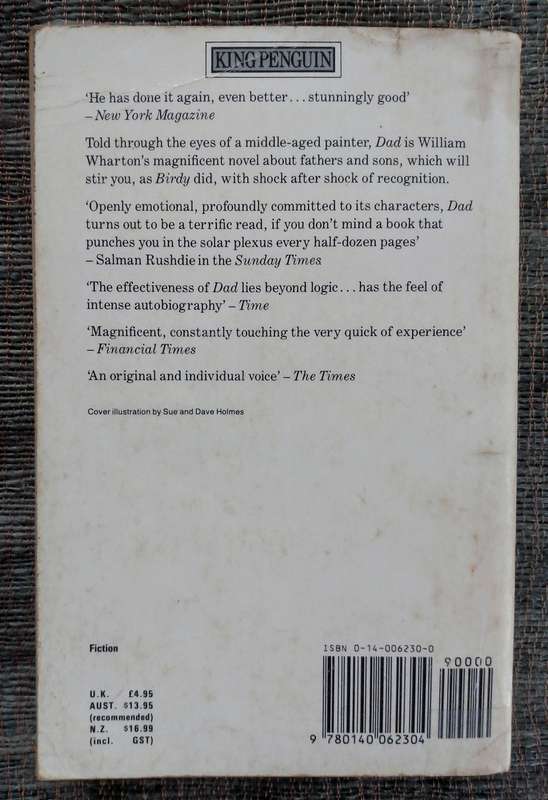 KING PENGUIN
‘He has done it again, even better... stunningly good’
– New York Magazine
Told through the eyes of a middle-aged painter, Dad is William
Wharton’s magnificent novel about fathers and sons, which will
stir you, as Birdy did, with shock after shock of recognition.
‘Openly emotional, profoundly committed to its characters, Dad
turns out to be a terrific read, if you don’t mind a book that
punches you in the solar plexus every half-dozen pages’
– Salman Rushdie in the Sunday Times
‘The effectiveness of Dad lies beyond logic... has the feel of
intense autobiography’ – Time
‘Magnificent, constantly touching the very quick of experience’
– Financial Times
‘An original and individual voice’ – The Times
Cover illustration by Sue and Dave Holmes
Fiction
U.K. £4.95
AUST. $13.95
(recommended)
N.Z. $16.99
(incl. GST)
ISBN 0-14-006230-0
90000
9 780140 062304